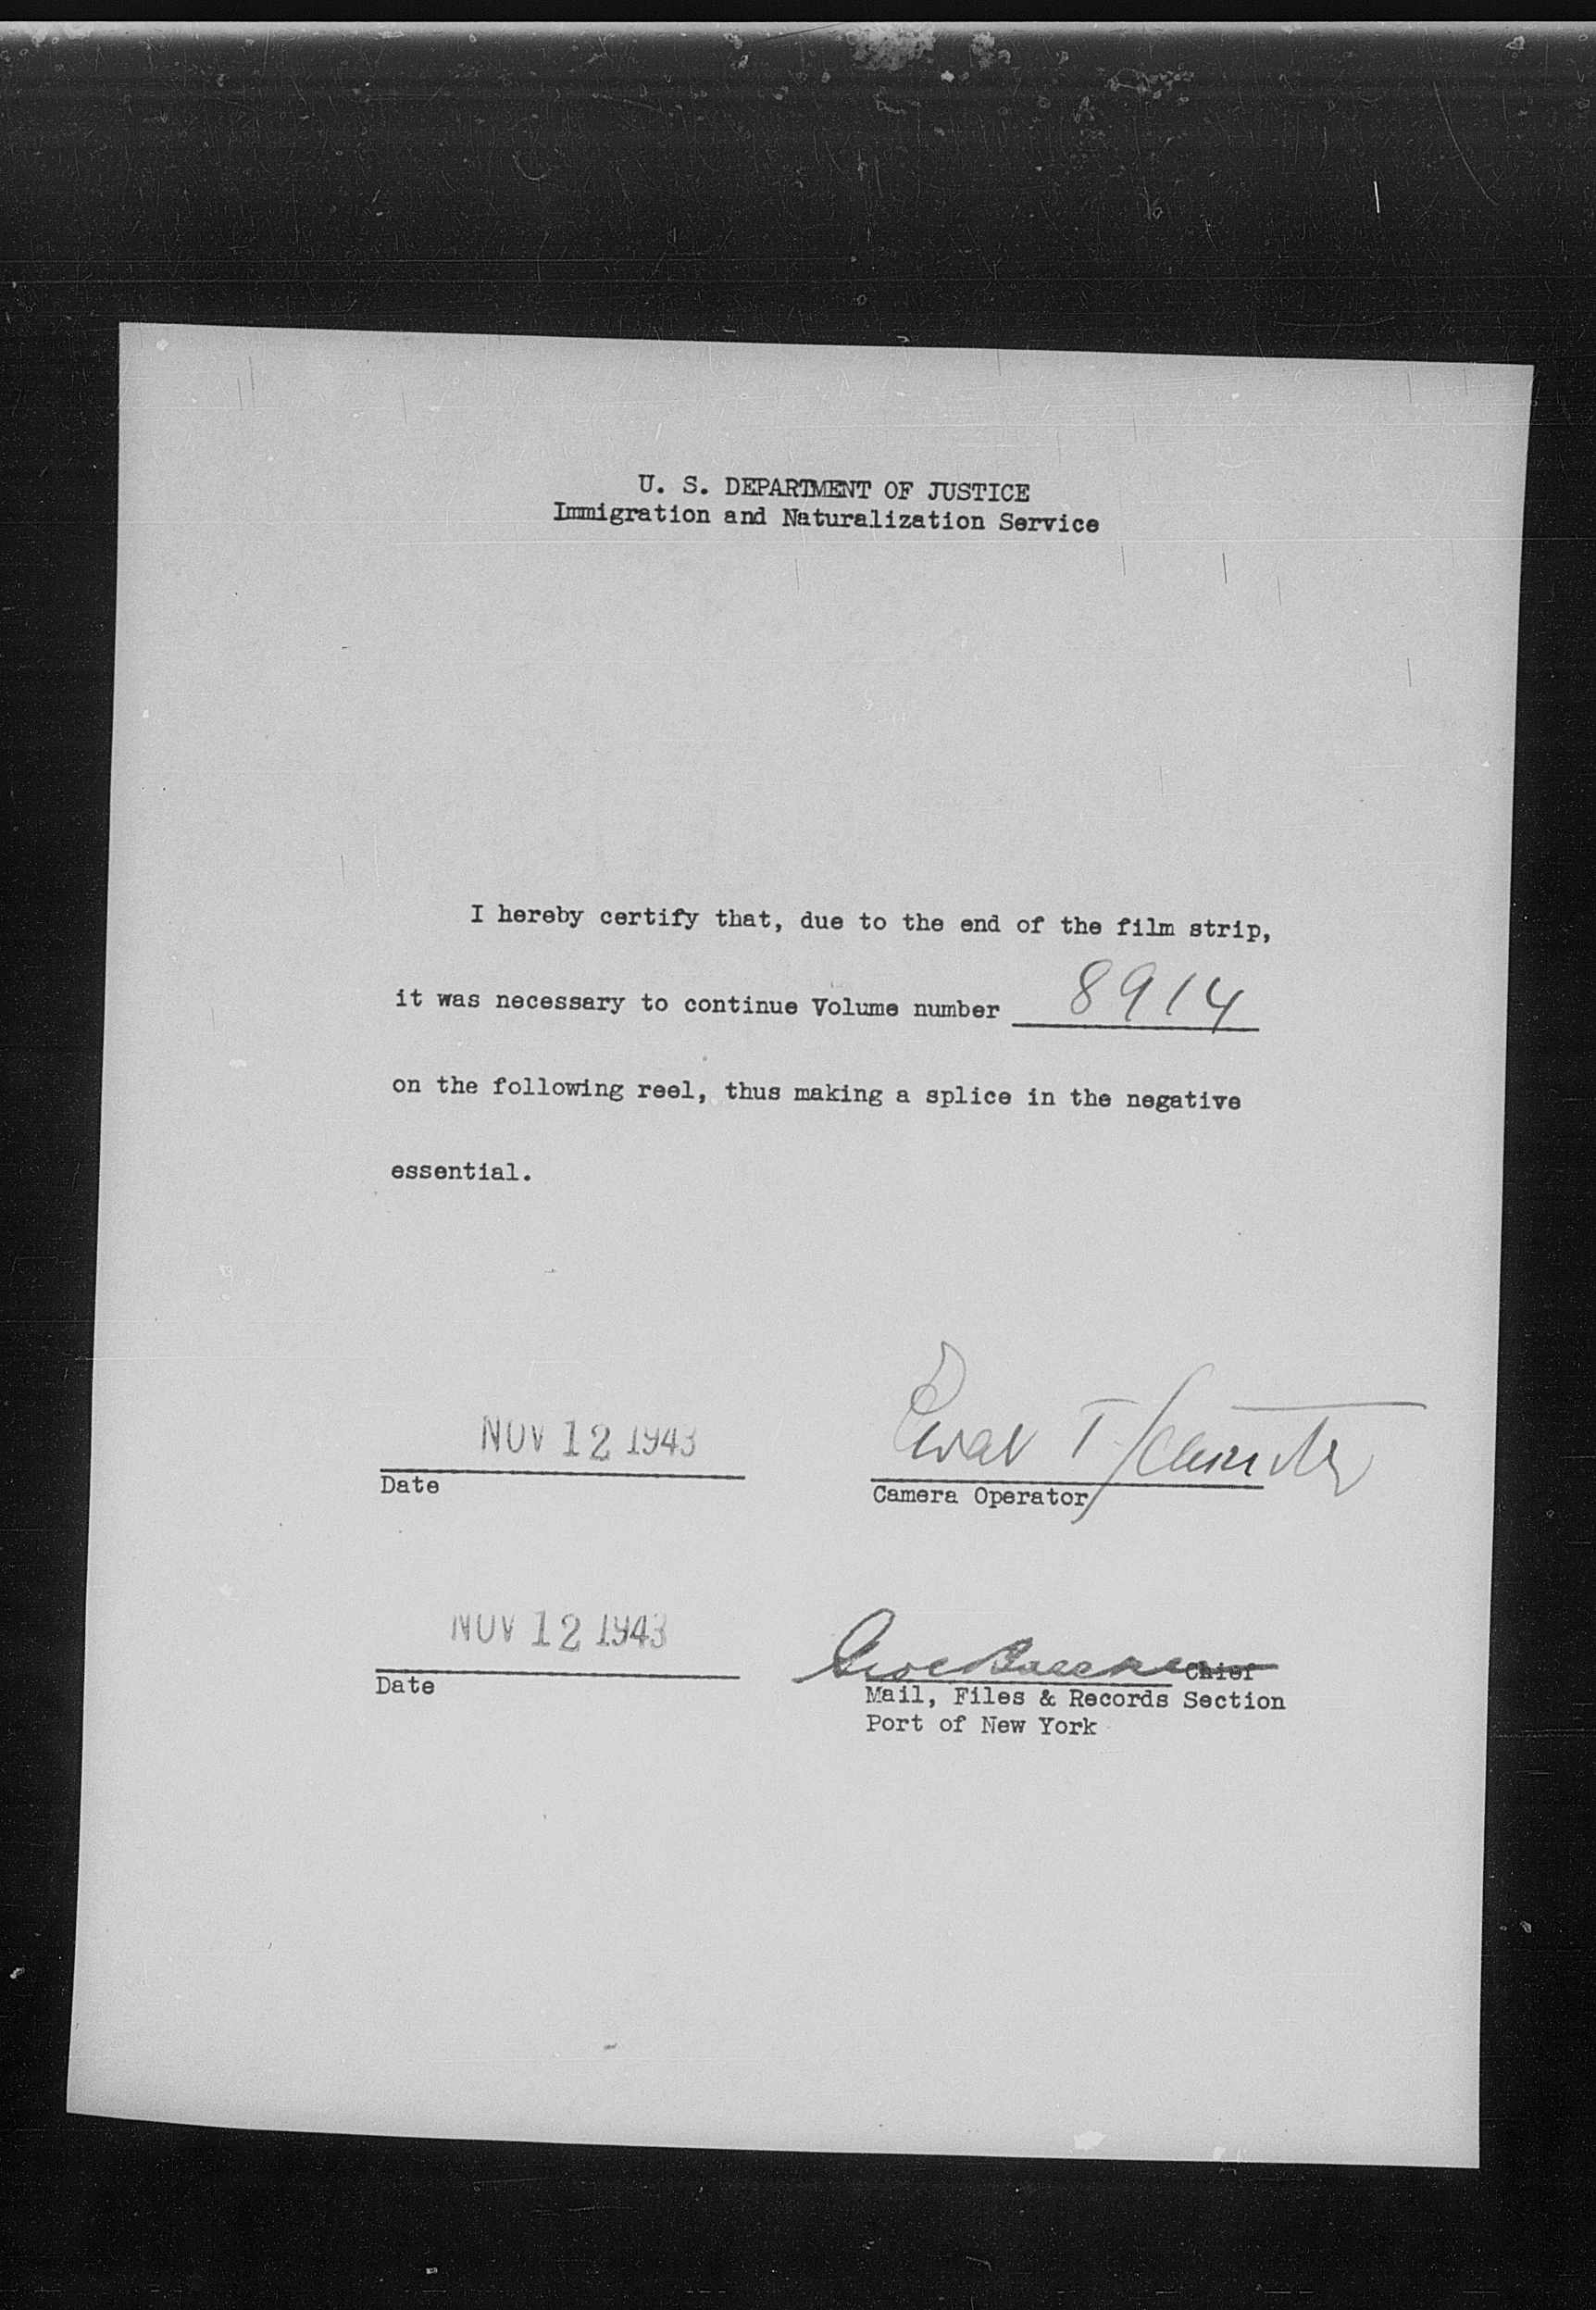 U. S. DEPARTMENT OF JUSTICE
Immigration and Naturalization Service
I hereby certify that, due to the end of the film strip,
it was necessary to continue Volume number 8914
on the following reel, thus making a splice in the negative
essential.
NOV 12 1943
Date
Camera Operator
NOV 12 1943
Date
Chief
Mail, Files & Records Section
Port of New York